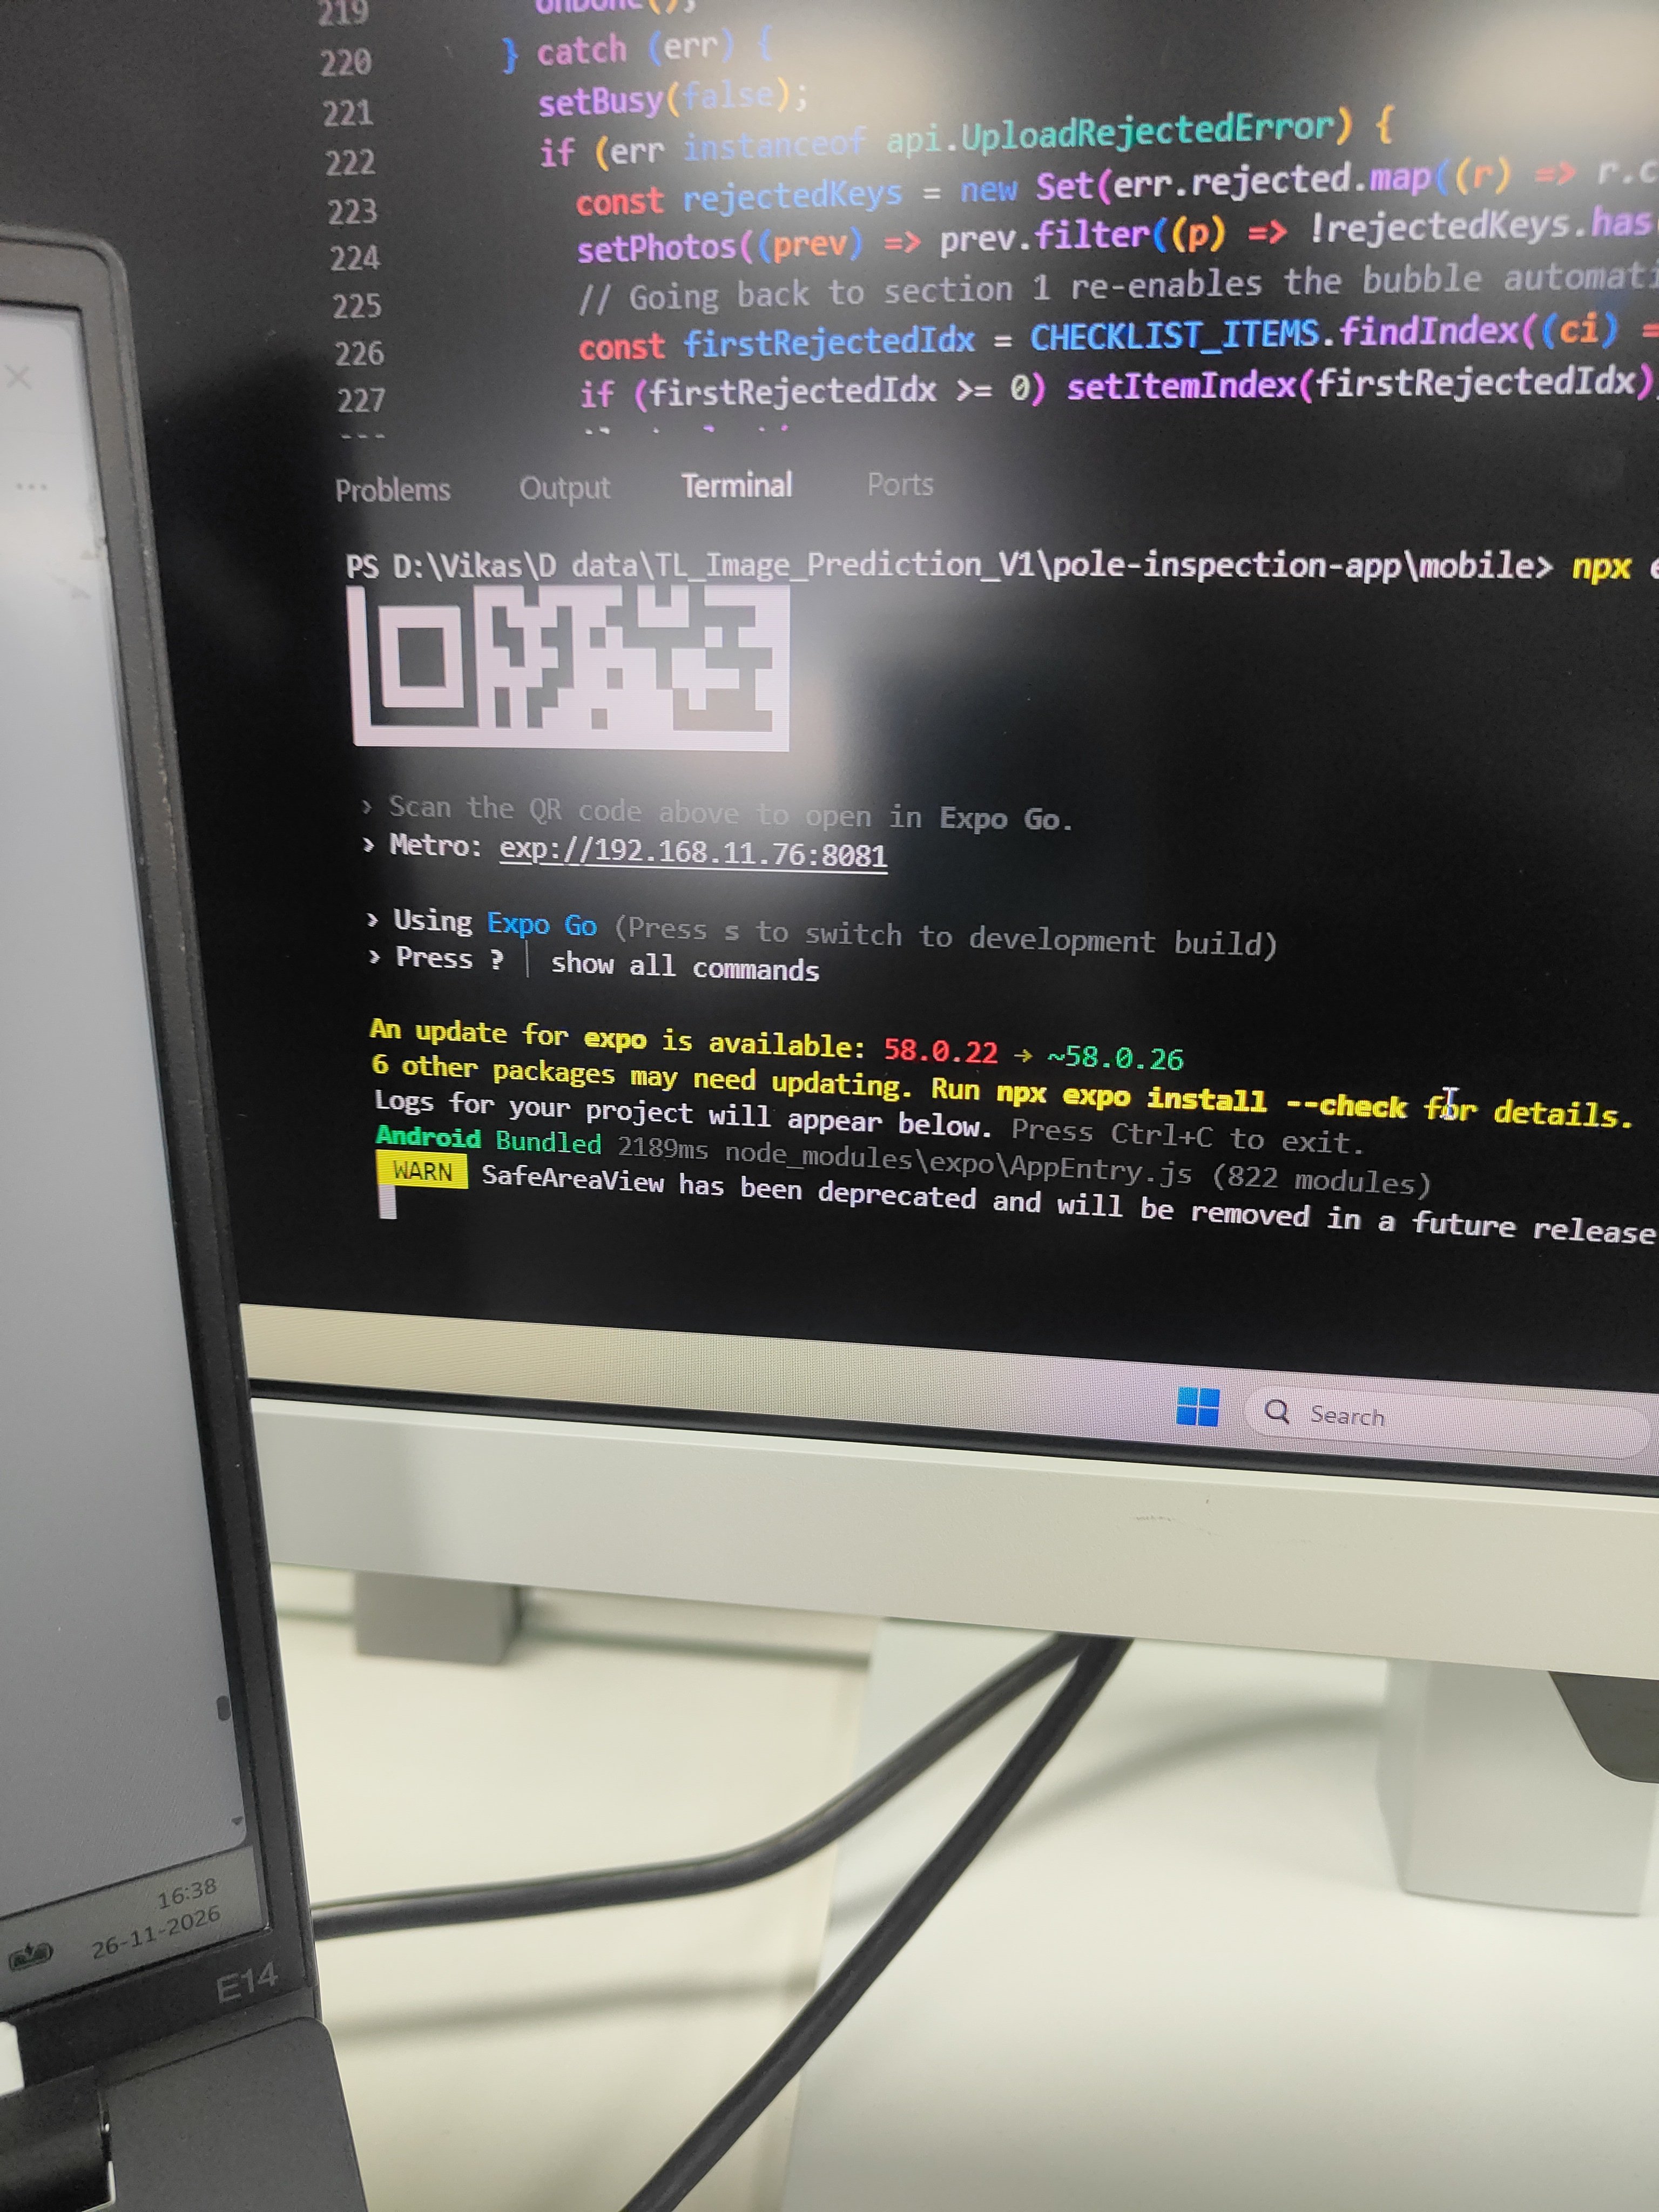 219 onDone();
220 } catch (err) {
221 setBusy(false);
222 if (err instanceof api.UploadRejectedError) {
223 const rejectedKeys = new Set(err.rejected.map((r) => r.c
224 setPhotos((prev) => prev.filter((p) => !rejectedKeys.has
225 // Going back to section 1 re-enables the bubble automati
226 const firstRejectedIdx = CHECKLIST_ITEMS.findIndex((ci) =
227 if (firstRejectedIdx >= 0) setItemIndex(firstRejectedIdx)
Problems Output Terminal Ports
PS D:\Vikas\D data\TL_Image_Prediction_V1\pole-inspection-app\mobile> npx e
› Scan the QR code above to open in Expo Go.
› Metro: exp://192.168.11.76:8081
› Using Expo Go (Press s to switch to development build)
› Press ? │ show all commands
An update for expo is available: 58.0.22 → ~58.0.26
6 other packages may need updating. Run npx expo install --check for details.
Logs for your project will appear below. Press Ctrl+C to exit.
Android Bundled 2189ms node_modules\expo\AppEntry.js (822 modules)
WARN SafeAreaView has been deprecated and will be removed in a future release
Search
16:38
26-11-2026
E14